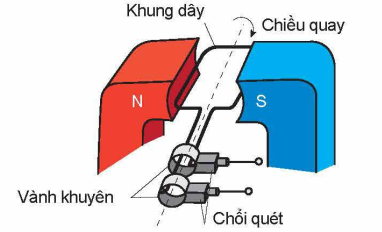 Khung dây
Chiều quay
N
S
Vành khuyên
Chổi quét